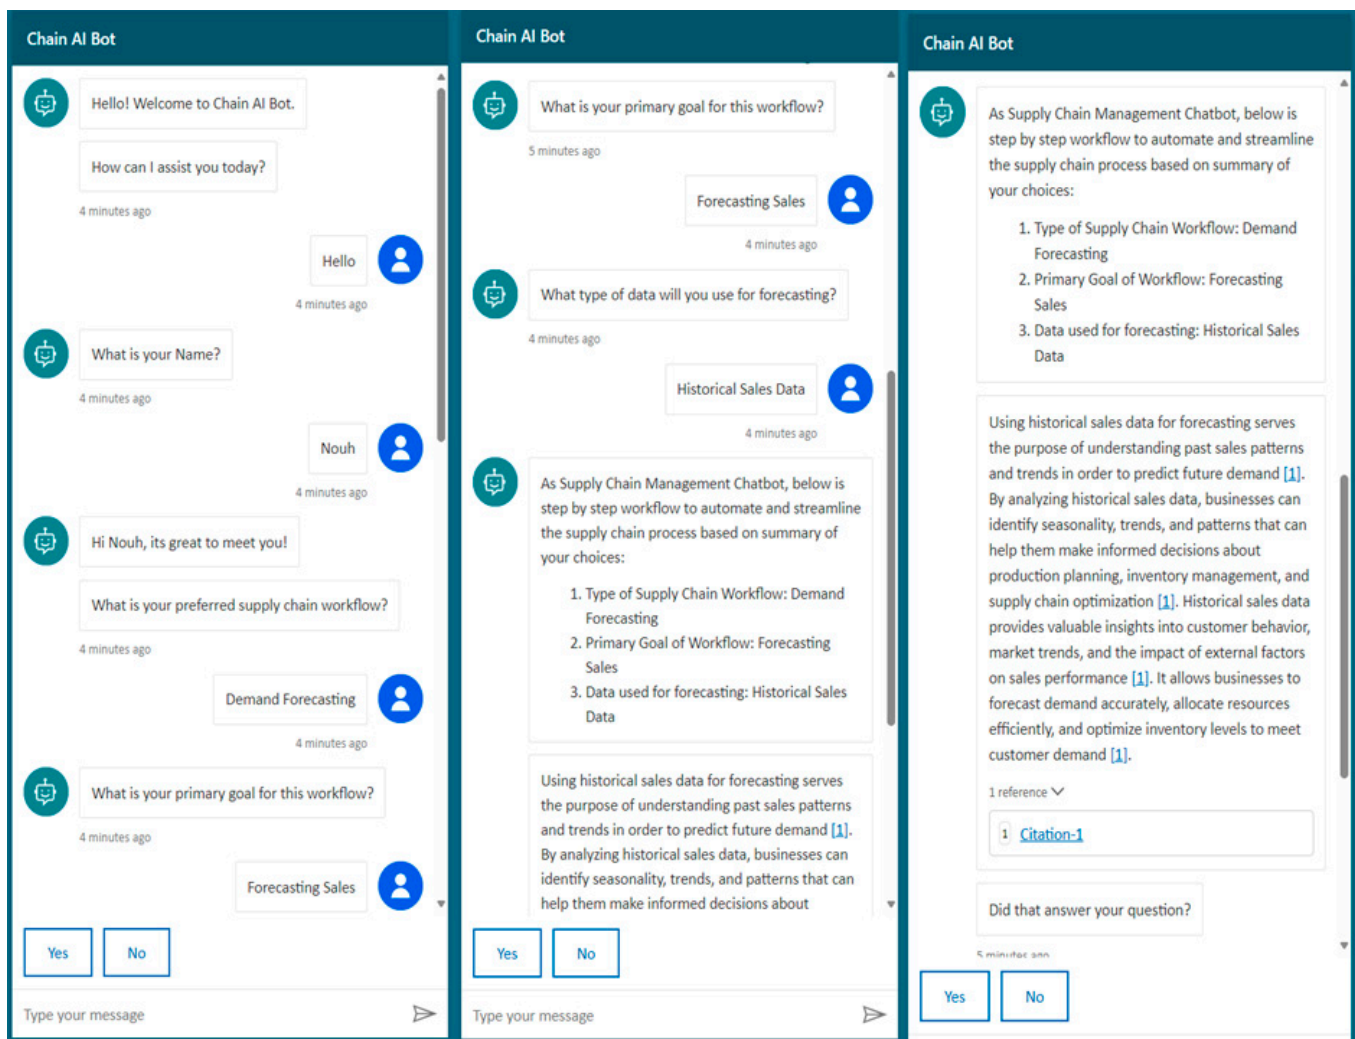 Chain AI Bot
Hello! Welcome to Chain AI Bot.
How can I assist you today?
4 minutes ago
Hello
4 minutes ago
What is your Name?
4 minutes ago
Nouh
4 minutes ago
Hi Nouh, its great to meet you!
What is your preferred supply chain workflow?
4 minutes ago
Demand Forecasting
4 minutes ago
What is your primary goal for this workflow?
4 minutes ago
Forecasting Sales
Yes
No
Type your message
Chain AI Bot
What is your primary goal for this workflow?
5 minutes ago
Forecasting Sales
4 minutes ago
What type of data will you use for forecasting?
4 minutes ago
Historical Sales Data
4 minutes ago
As Supply Chain Management Chatbot, below is
step by step workflow to automate and streamline
the supply chain process based on summary of
your choices:
1. Type of Supply Chain Workflow: Demand
Forecasting
2. Primary Goal of Workflow: Forecasting
Sales
3. Data used for forecasting: Historical Sales
Data
Using historical sales data for forecasting serves
the purpose of understanding past sales patterns
and trends in order to predict future demand [1].
By analyzing historical sales data, businesses can
identify seasonality, trends, and patterns that can
help them make informed decisions about
Yes
No
Type your message
Chain AI Bot
As Supply Chain Management Chatbot, below is
step by step workflow to automate and streamline
the supply chain process based on summary of
your choices:
1. Type of Supply Chain Workflow: Demand
Forecasting
2. Primary Goal of Workflow: Forecasting
Sales
3. Data used for forecasting: Historical Sales
Data
Using historical sales data for forecasting serves
the purpose of understanding past sales patterns
and trends in order to predict future demand [1].
By analyzing historical sales data, businesses can
identify seasonality, trends, and patterns that can
help them make informed decisions about
production planning, inventory management, and
supply chain optimization [1]. Historical sales data
provides valuable insights into customer behavior,
market trends, and the impact of external factors
on sales performance [1]. It allows businesses to
forecast demand accurately, allocate resources
efficiently, and optimize inventory levels to meet
customer demand [1].
1 reference
1 Citation-1
Did that answer your question?
5 minutes ago
Yes
No